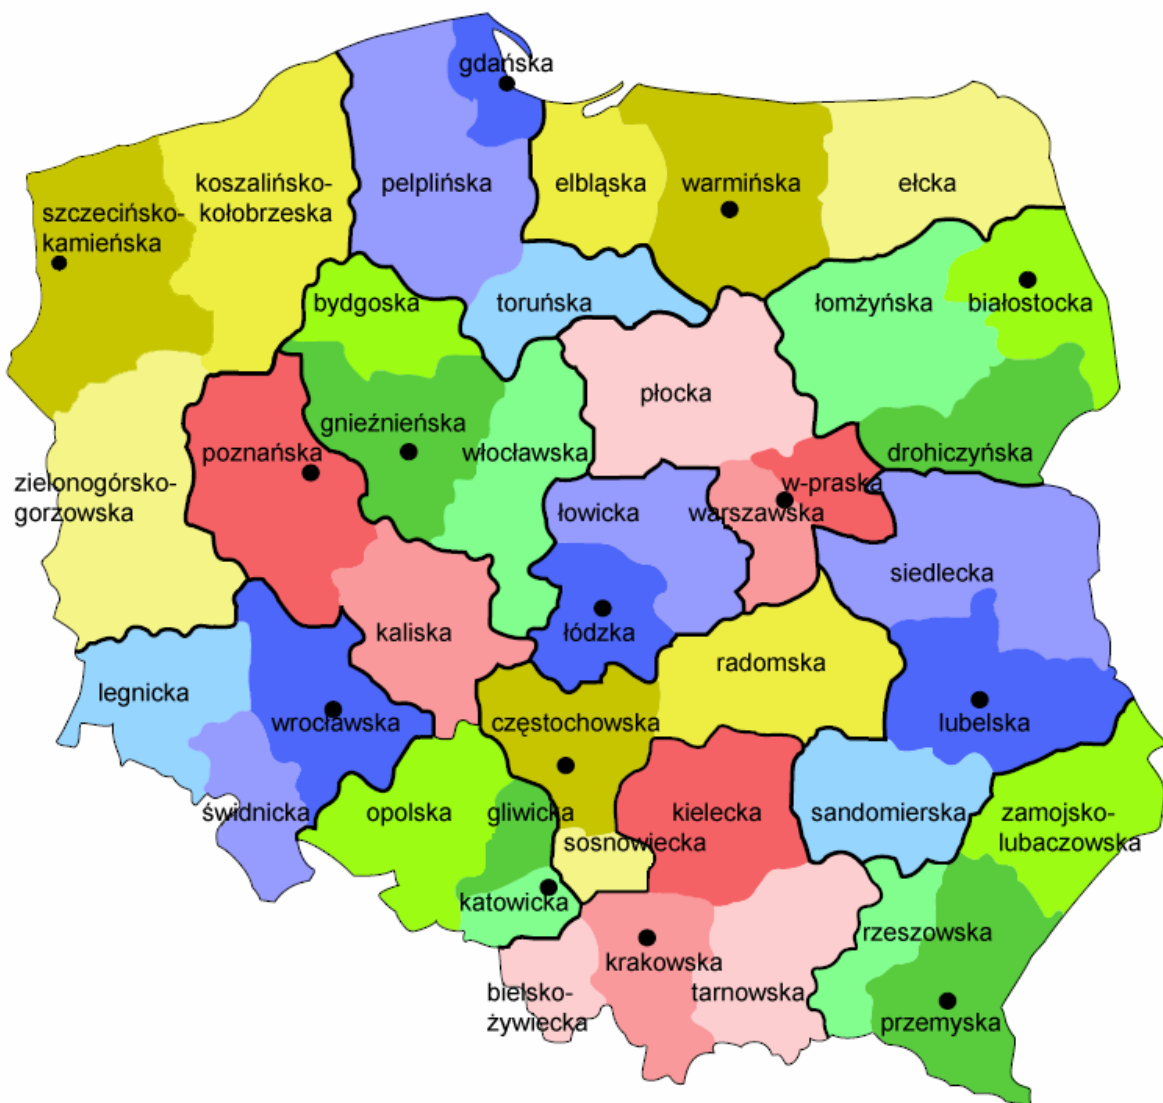 gdańska
koszalińsko-
kołobrzeska
pelplińska
elbląska
warmińska
ełcka
szczecińsko-
kamieńska
bydgoska
toruńska
łomżyńska
białostocka
płocka
gnieźnieńska
poznańska
włocławska
drohiczyńska
zielonogórsko-
gorzowska
w-praska
łowicka
warszawska
siedlecka
kaliska
łódzka
radomska
legnicka
wrocławska
częstochowska
lubelska
świdnicka
opolska
gliwicka
kielecka
sandomierska
zamojsko-
lubaczowska
sosnowiecka
katowicka
rzeszowska
krakowska
bielsko-
żywiecka
tarnowska
przemyska